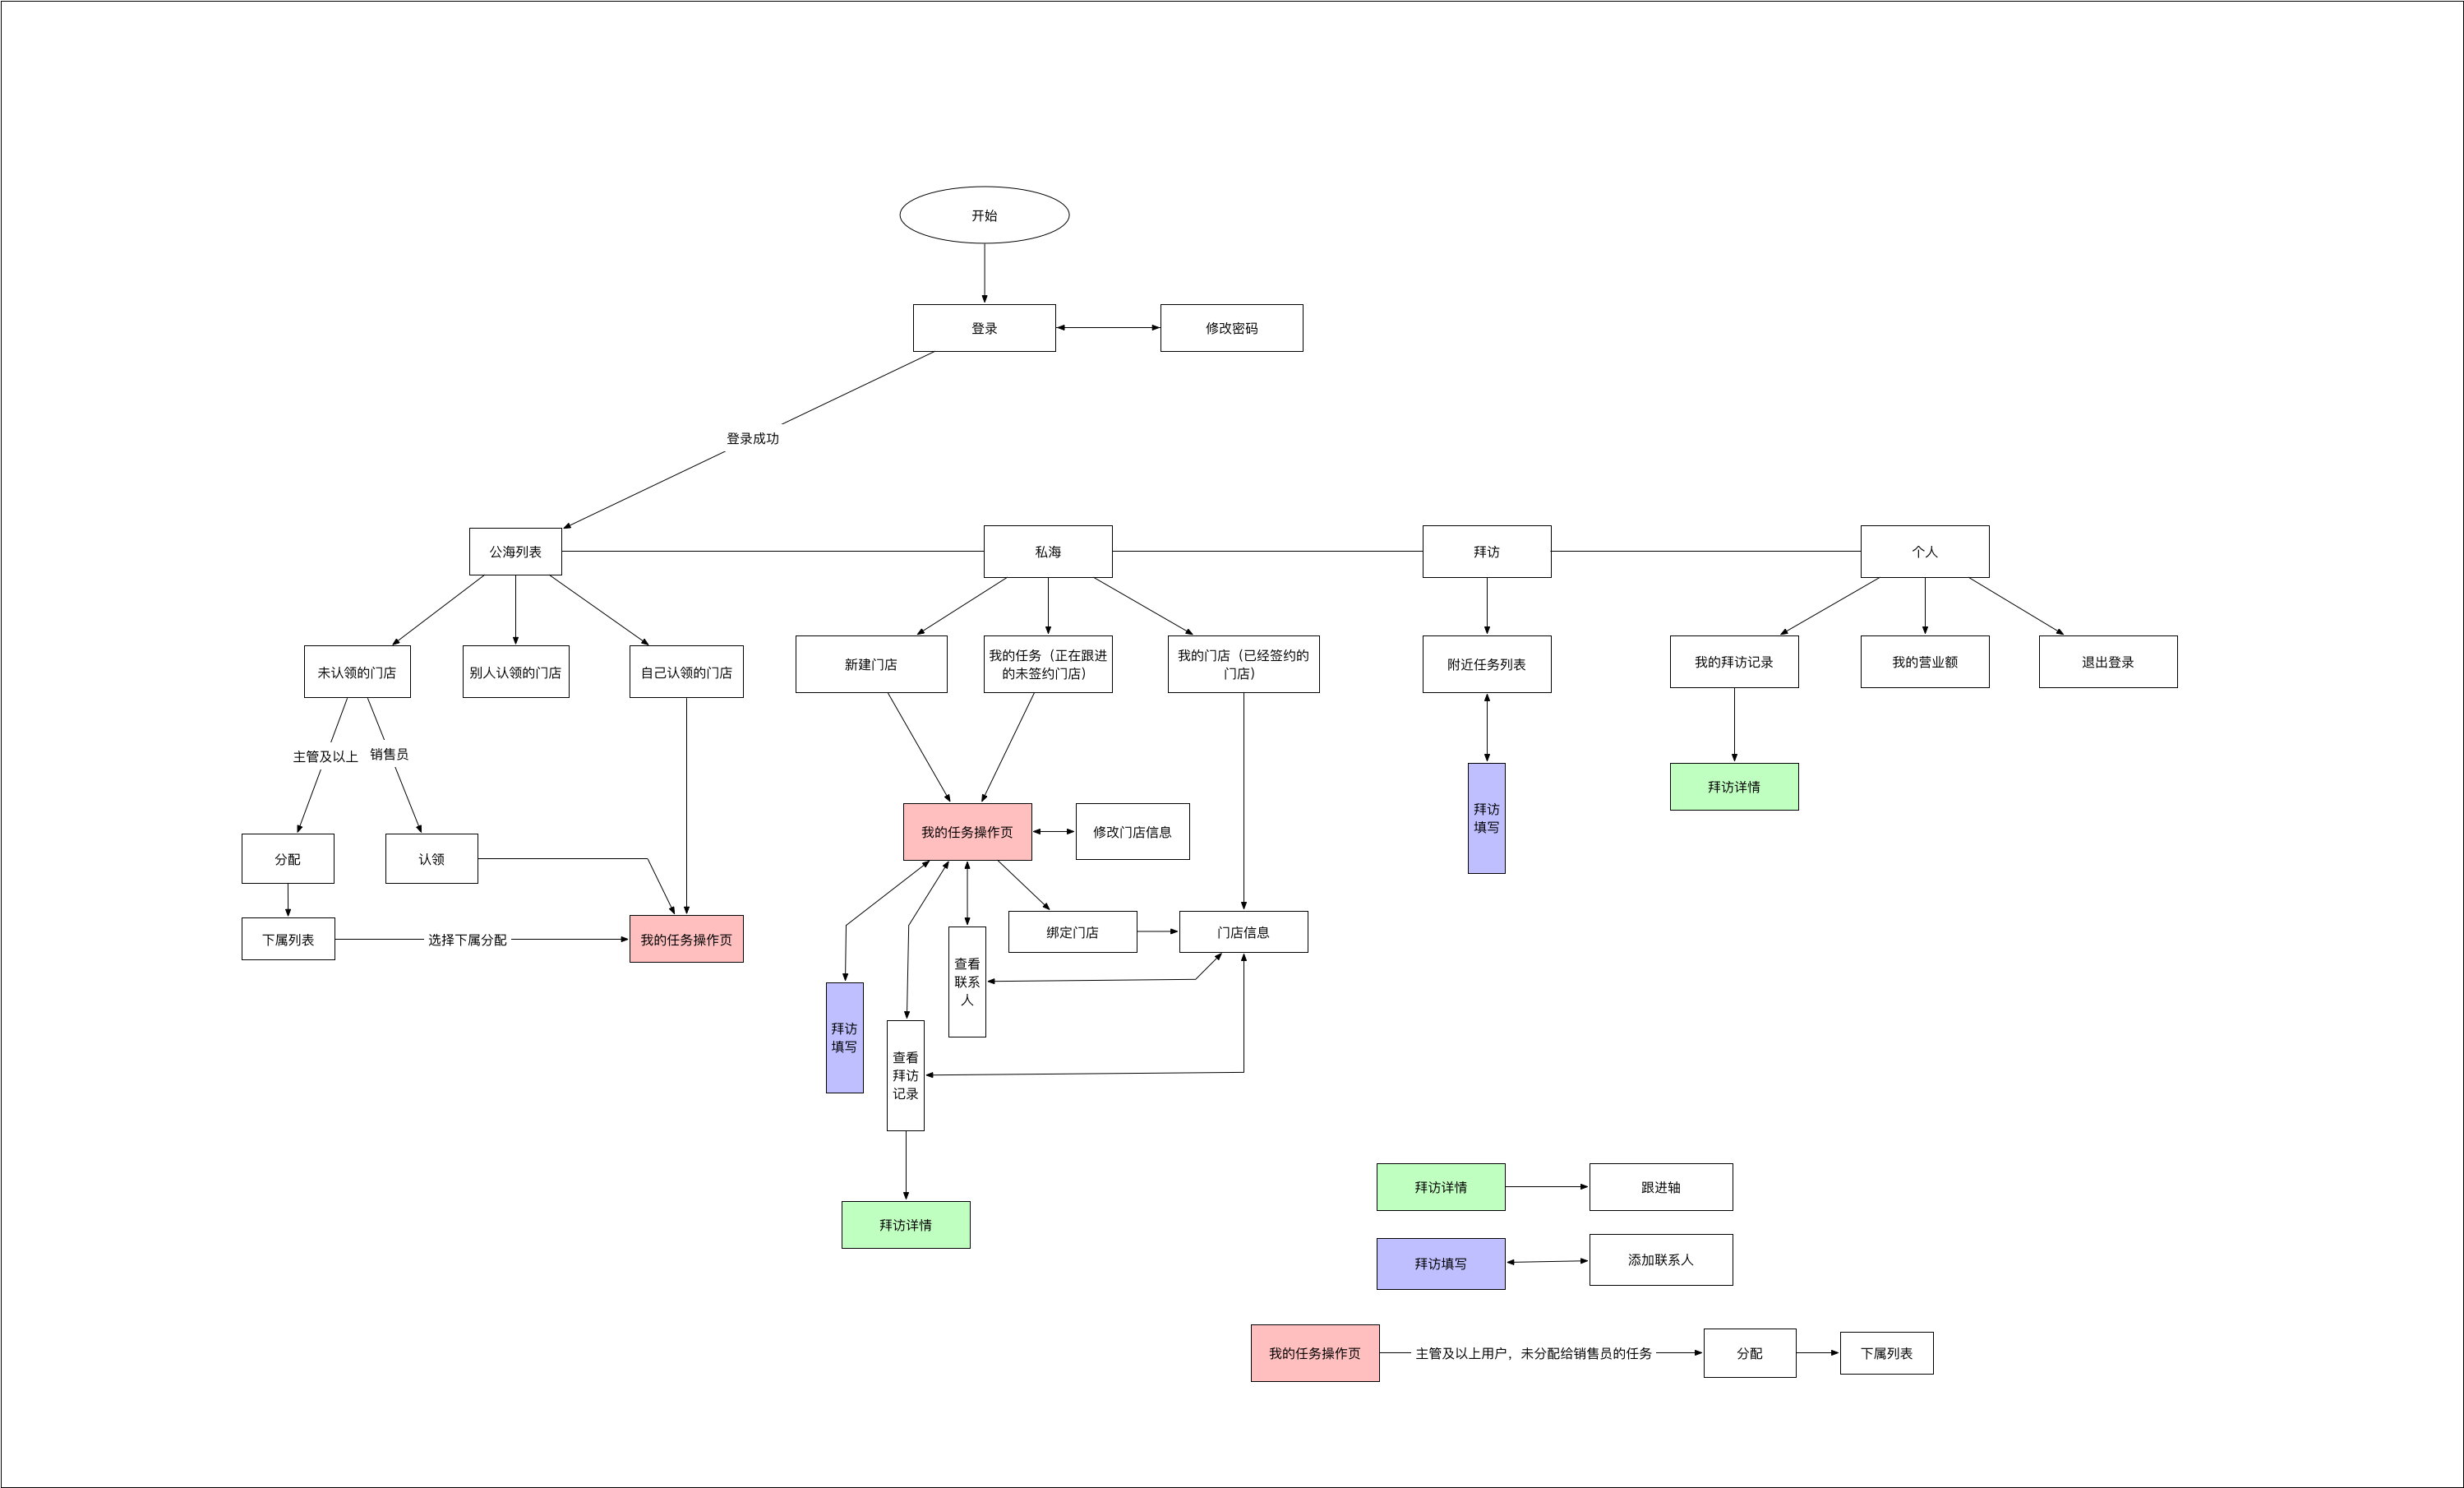 开始
登录
修改密码
登录成功
公海列表
私海
拜访
个人
未认领的门店
别人认领的门店
自己认领的门店
新建门店
我的任务（正在跟进
的未签约门店）
我的门店（已经签约的
门店）
附近任务列表
我的拜访记录
我的营业额
退出登录
主管及以上
销售员
拜访
填写
拜访详情
分配
认领
我的任务操作页
修改门店信息
下属列表
选择下属分配
我的任务操作页
绑定门店
门店信息
查看
联系
人
拜访
填写
查看
拜访
记录
拜访详情
拜访详情
跟进轴
拜访填写
添加联系人
我的任务操作页
主管及以上用户，未分配给销售员的任务
分配
下属列表